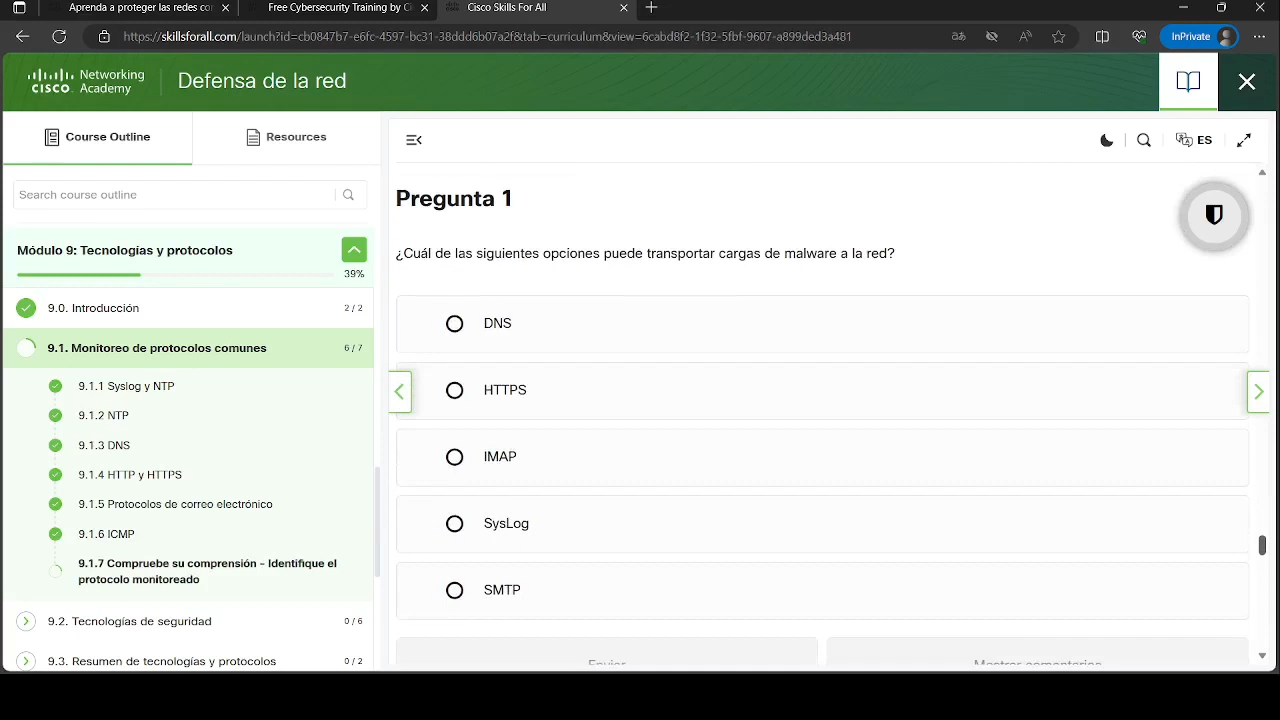 Aprenda a proteger las redes cor
Free Cybersecurity Training by Ci
Cisco Skills For All
https://skillsforall.com/launch?id=cb0847b7-e6fc-4597-bc31-38ddd6b07a2f&tab=curriculum&view=6cabd8f2-1f32-5fbf-9607-a899ded3a481
InPrivate
CISCO Networking Academy
Defensa de la red
Course Outline
Resources
ES
Search course outline
Módulo 9: Tecnologías y protocolos
39%
9.0. Introducción 2 / 2
9.1. Monitoreo de protocolos comunes 6 / 7
9.1.1 Syslog y NTP
9.1.2 NTP
9.1.3 DNS
9.1.4 HTTP y HTTPS
9.1.5 Protocolos de correo electrónico
9.1.6 ICMP
9.1.7 Compruebe su comprensión - Identifique el
protocolo monitoreado
9.2. Tecnologías de seguridad 0 / 6
9.3. Resumen de tecnologías y protocolos 0 / 2
Pregunta 1
¿Cuál de las siguientes opciones puede transportar cargas de malware a la red?
DNS
HTTPS
IMAP
SysLog
SMTP
Enviar
Mostrar comentarios